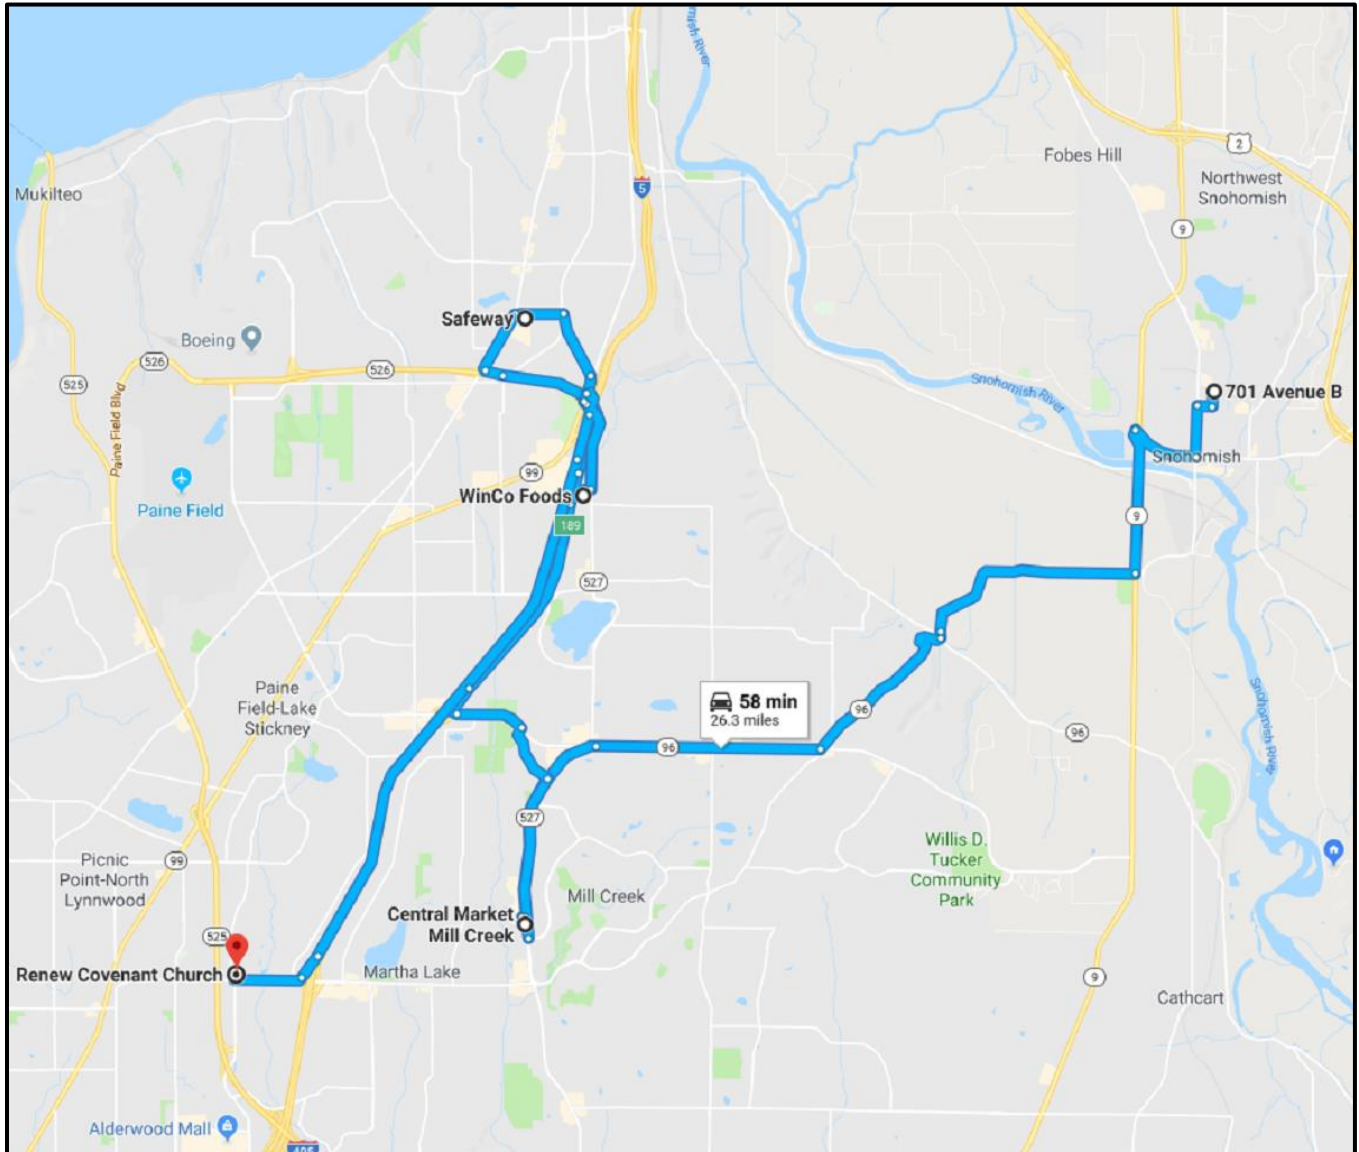 Snohomish River
5
Fobes Hill
2
Mukilteo
Northwest
Snohomish
9
Safeway
Boeing
526
526
525
Paine Field Blvd
Snohomish River
701 Avenue B
Snohomish
99
WinCo Foods
Paine Field
189
9
527
Paine
Field-Lake
Stickney
58 min
26.3 miles
96
96
96
Snohomish River
527
Willis D.
Tucker
Community
Park
Picnic
Point-North
Lynnwood
99
Mill Creek
Central Market
Mill Creek
525
Renew Covenant Church
Martha Lake
9
Cathcart
Alderwood Mall
405